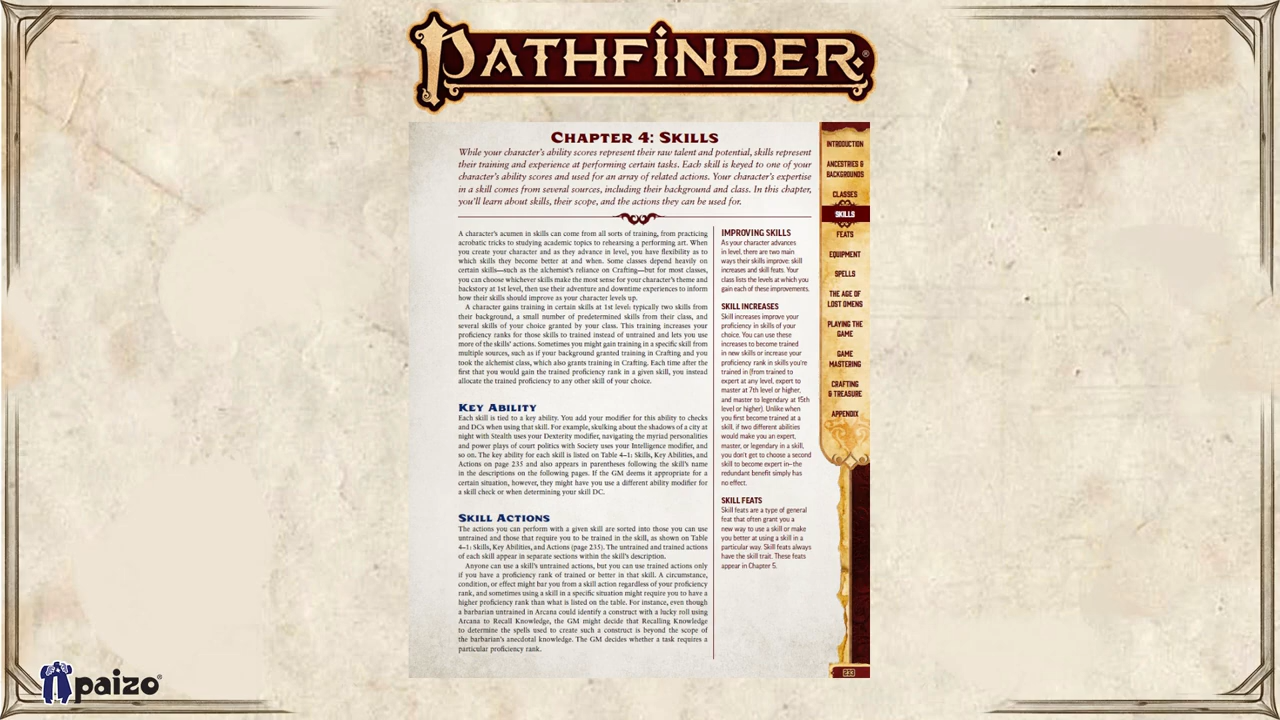 PATHFINDER®
CHAPTER 4: SKILLS
While your character's ability scores represent their raw talent and potential, skills represent
their training and experience at performing certain tasks. Each skill is keyed to one of your
character's ability scores and used for an array of related actions. Your character's expertise
in a skill comes from several sources, including their background and class. In this chapter,
you'll learn about skills, their scope, and the actions they can be used for.
A character's acumen in skills can come from all sorts of training, from practicing
acrobatic tricks to studying academic topics to rehearsing a performing art. When
you create your character and as they advance in level, you have flexibility as to
which skills they become better at and when. Some classes depend heavily on
certain skills—such as the alchemist's reliance on Crafting—but for most classes,
you can choose whichever skills make the most sense for your character's theme and
backstory at 1st level, then use their adventure and downtime experiences to inform
how their skills should improve as your character levels up.
A character gains training in certain skills at 1st level: typically two skills from
their background, a small number of predetermined skills from their class, and
several skills of your choice granted by your class. This training increases your
proficiency ranks for those skills to trained instead of untrained and lets you use
more of the skills' actions. Sometimes you might gain training in a specific skill from
multiple sources, such as if your background granted training in Crafting and you
took the alchemist class, which also grants training in Crafting. Each time after the
first that you would gain the trained proficiency rank in a given skill, you instead
allocate the trained proficiency to any other skill of your choice.
KEY ABILITY
Each skill is tied to a key ability. You add your modifier for this ability to checks
and DCs when using that skill. For example, skulking about the shadows of a city at
night with Stealth uses your Dexterity modifier, navigating the myriad personalities
and power plays of court politics with Society uses your Intelligence modifier, and
so on. The key ability for each skill is listed on Table 4–1: Skills, Key Abilities, and
Actions on page 235 and also appears in parentheses following the skill's name
in the descriptions on the following pages. If the GM deems it appropriate for a
certain situation, however, they might have you use a different ability modifier for
a skill check or when determining your skill DC.
SKILL ACTIONS
The actions you can perform with a given skill are sorted into those you can use
untrained and those that require you to be trained in the skill, as shown on Table
4–1: Skills, Key Abilities, and Actions (page 235). The untrained and trained actions
of each skill appear in separate sections within the skill's description.
Anyone can use a skill's untrained actions, but you can use trained actions only
if you have a proficiency rank of trained or better in that skill. A circumstance,
condition, or effect might bar you from a skill action regardless of your proficiency
rank, and sometimes using a skill in a specific situation might require you to have a
higher proficiency rank than what is listed on the table. For instance, even though
a barbarian untrained in Arcana could identify a construct with a lucky roll using
Arcana to Recall Knowledge, the GM might decide that Recalling Knowledge
to determine the spells used to create such a construct is beyond the scope of
the barbarian's anecdotal knowledge. The GM decides whether a task requires a
particular proficiency rank.
IMPROVING SKILLS
As your character advances
in level, there are two main
ways their skills improve: skill
increases and skill feats. Your
class lists the levels at which you
gain each of these improvements.
SKILL INCREASES
Skill increases improve your
proficiency in skills of your
choice. You can use these
increases to become trained
in new skills or increase your
proficiency rank in skills you're
trained in (from trained to
expert at any level, expert to
master at 7th level or higher,
and master to legendary at 15th
level or higher). Unlike when
you first become trained at a
skill, if two different abilities
would make you an expert,
master, or legendary in a skill,
you don't get to choose a second
skill to become expert in—the
redundant benefit simply has
no effect.
SKILL FEATS
Skill feats are a type of general
feat that often grant you a
new way to use a skill or make
you better at using a skill in a
particular way. Skill feats always
have the skill trait. These feats
appear in Chapter 5.
INTRODUCTION
ANCESTRIES &
BACKGROUNDS
CLASSES
SKILLS
FEATS
EQUIPMENT
SPELLS
THE AGE OF
LOST OMENS
PLAYING THE
GAME
GAME
MASTERING
CRAFTING
& TREASURE
APPENDIX
233
paizo®